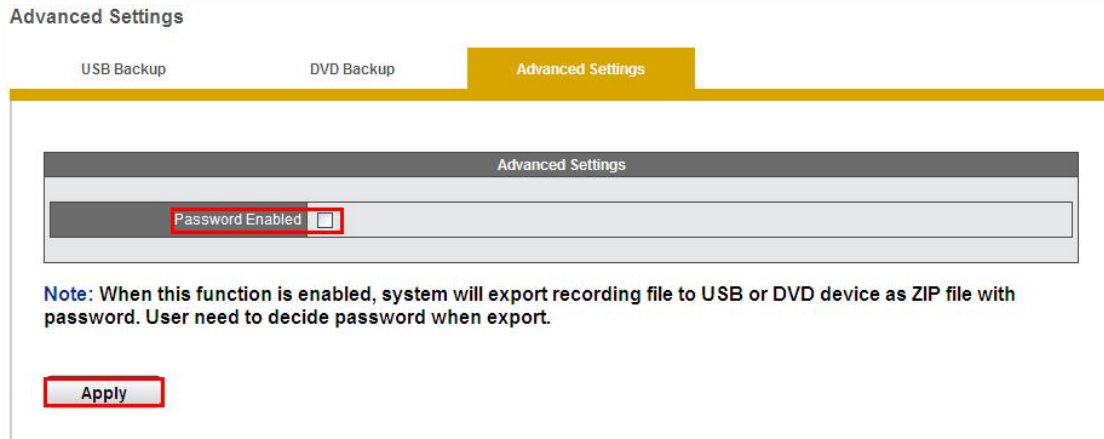 Advanced Settings
USB Backup DVD Backup Advanced Settings
Advanced Settings
Password Enabled
Note: When this function is enabled, system will export recording file to USB or DVD device as ZIP file with
password. User need to decide password when export.
Apply